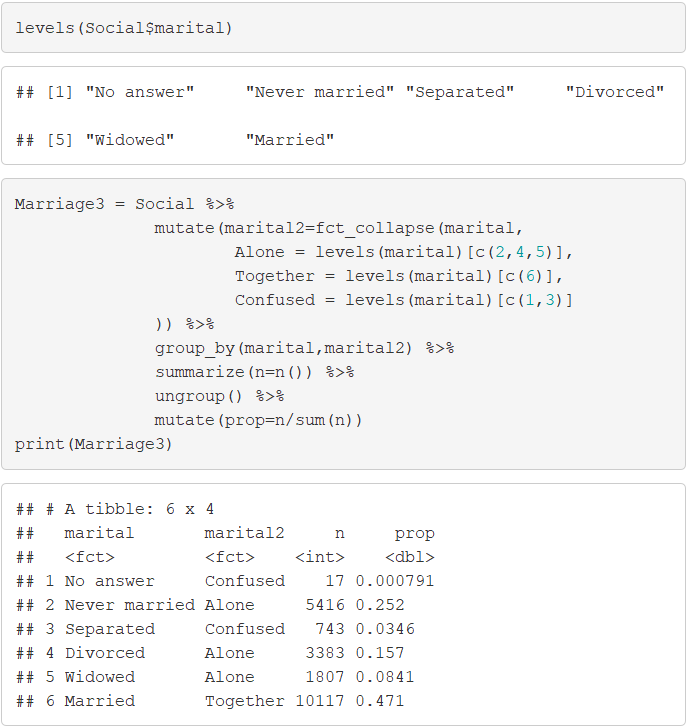 levels(Social$marital)
## [1] "No answer"     "Never married" "Separated"     "Divorced"
## [5] "Widowed"       "Married"
Marriage3 = Social %>%
              mutate(marital2=fct_collapse(marital,
                      Alone = levels(marital)[c(2,4,5)],
                      Together = levels(marital)[c(6)],
                      Confused = levels(marital)[c(1,3)]
              )) %>%
              group_by(marital,marital2) %>%
              summarize(n=n()) %>%
              ungroup() %>%
              mutate(prop=n/sum(n))
print(Marriage3)
## # A tibble: 6 x 4
##   marital       marital2     n     prop
##   <fct>         <fct>    <int>    <dbl>
## 1 No answer     Confused    17 0.000791
## 2 Never married Alone     5416 0.252
## 3 Separated     Confused   743 0.0346
## 4 Divorced      Alone     3383 0.157
## 5 Widowed       Alone     1807 0.0841
## 6 Married       Together 10117 0.471